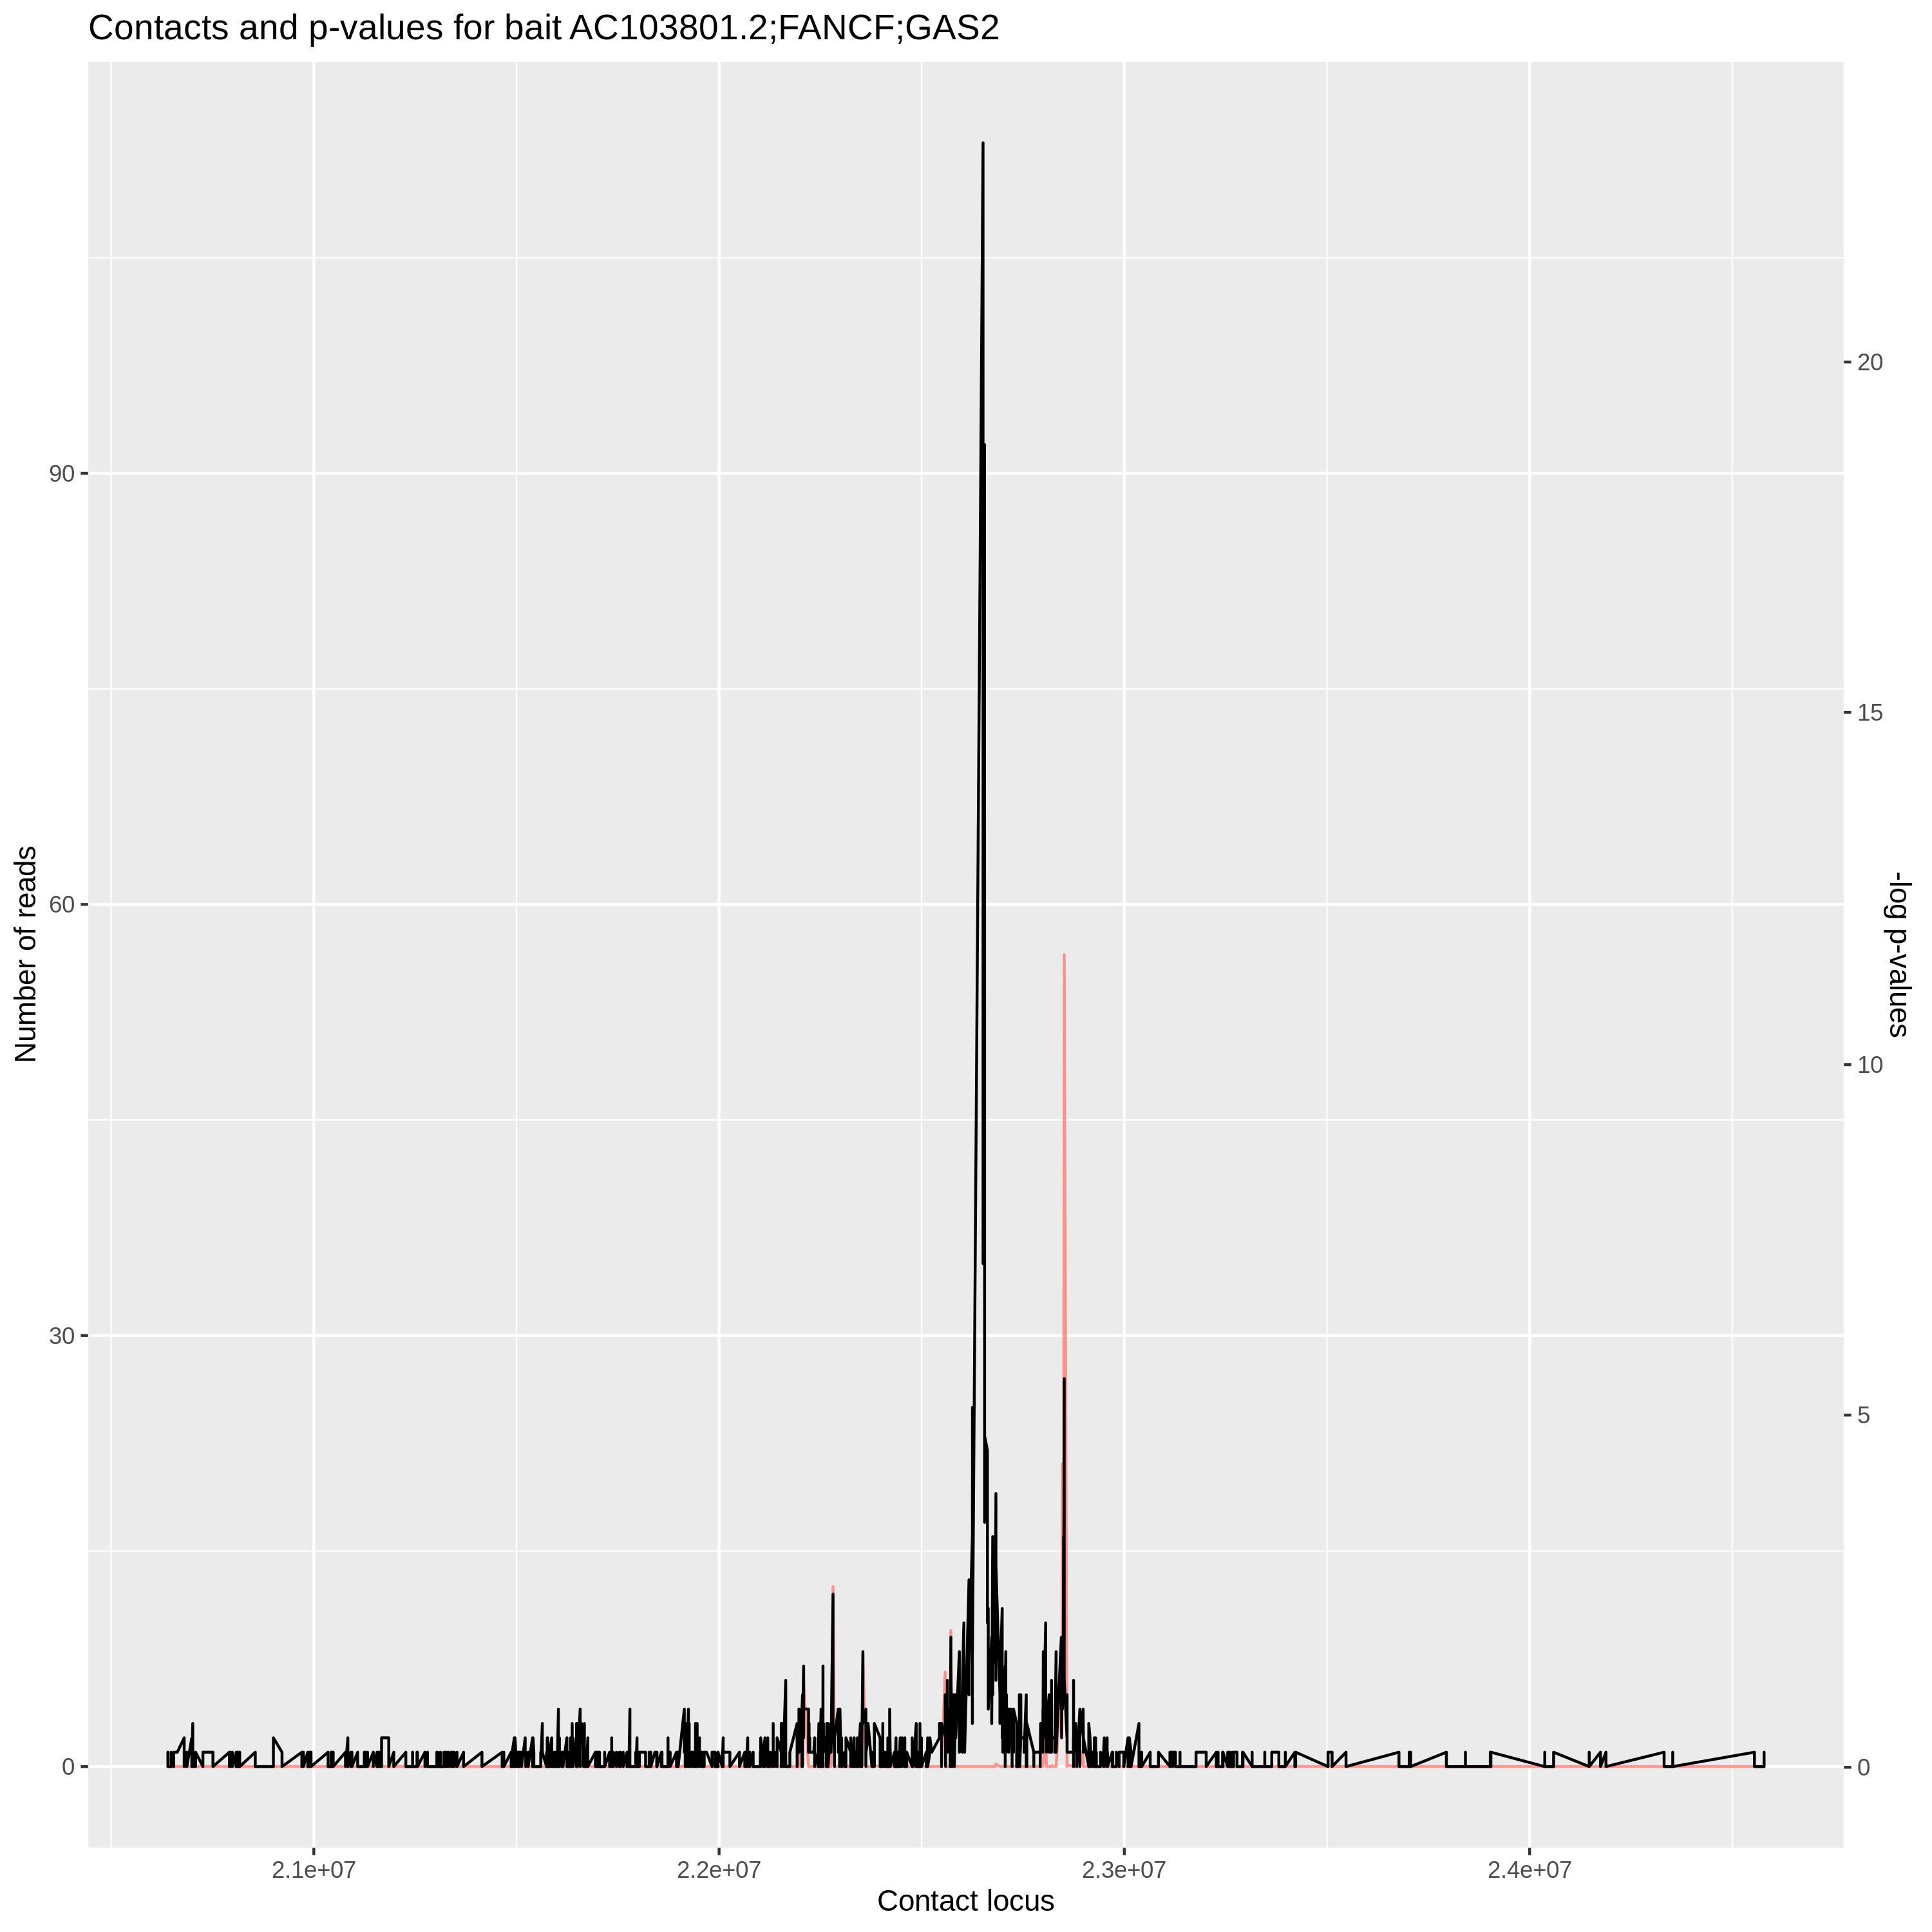 Contacts and p-values for bait AC103801.2;FANCF;GAS2
90
60
30
0
Number of reads
20
15
10
5
0
-log p-values
2.1e+07
2.2e+07
2.3e+07
2.4e+07
Contact locus